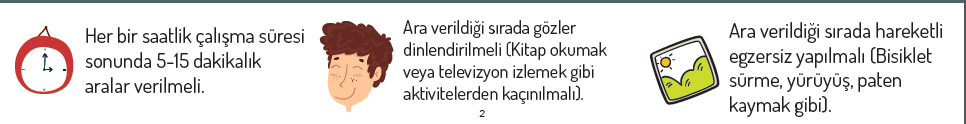 Her bir saatlik çalışma süresi
sonunda 5-15 dakikalık
aralar verilmeli.
Ara verildiği sırada gözler
dinlendirilmeli (Kitap okumak
veya televizyon izlemek gibi
aktivitelerden kaçınılmalı).
Ara verildiği sırada hareketli
egzersiz yapılmalı (Bisiklet
sürme, yürüyüş, paten
kaymak gibi).
2